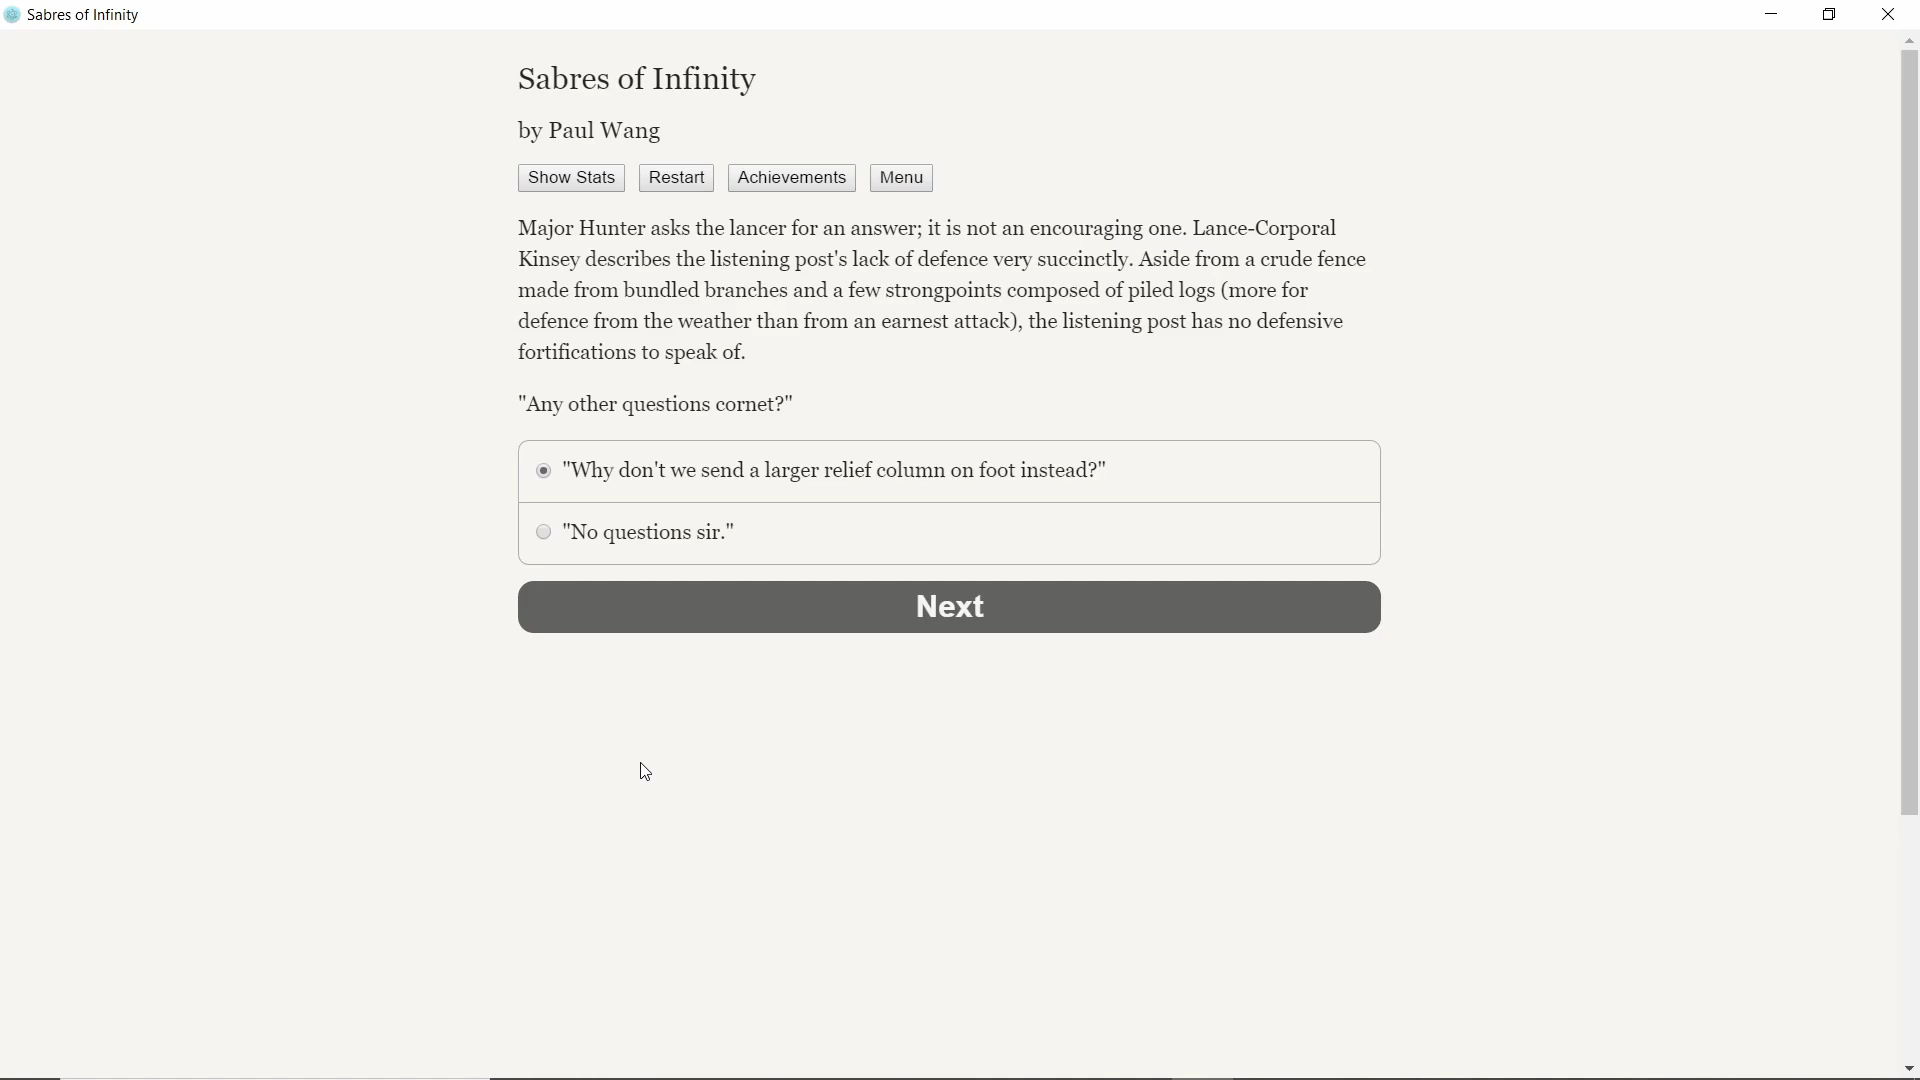 Sabres of Infinity
Sabres of Infinity
by Paul Wang
Show Stats Restart Achievements Menu
Major Hunter asks the lancer for an answer; it is not an encouraging one. Lance-Corporal
Kinsey describes the listening post's lack of defence very succinctly. Aside from a crude fence
made from bundled branches and a few strongpoints composed of piled logs (more for
defence from the weather than from an earnest attack), the listening post has no defensive
fortifications to speak of.
"Any other questions cornet?"
"Why don't we send a larger relief column on foot instead?"
"No questions sir."
Next